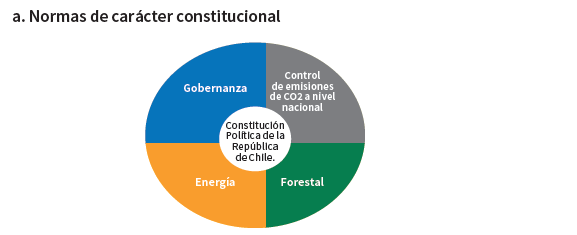 a. Normas de carácter constitucional
Gobernanza
Control
de emisiones
de CO2 a nivel
nacional
Constitución
Política de la
República
de Chile.
Energía
Forestal